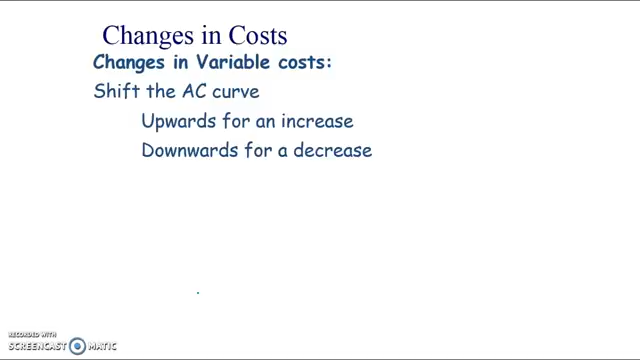 Changes in Costs
Changes in Variable costs:
Shift the AC curve
Upwards for an increase
Downwards for a decrease
RECORDED WITH
SCREENCAST MATIC